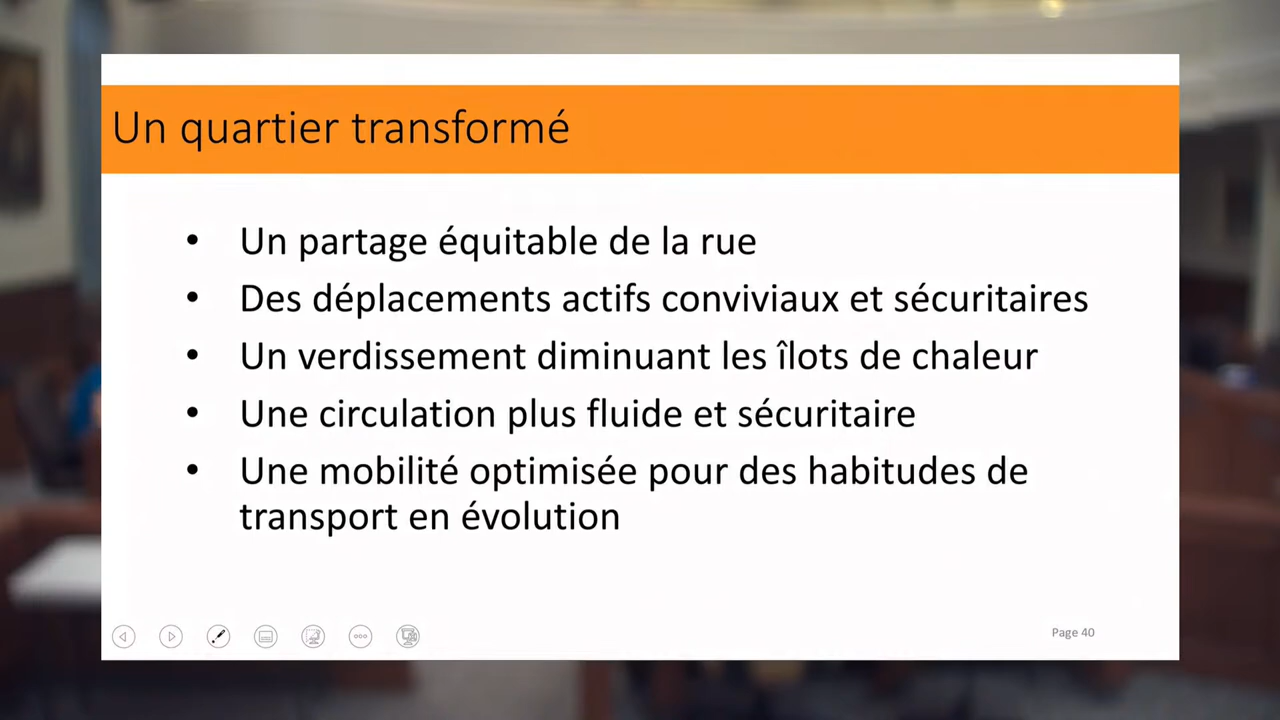 Un quartier transformé
• Un partage équitable de la rue
• Des déplacements actifs conviviaux et sécuritaires
• Un verdissement diminuant les îlots de chaleur
• Une circulation plus fluide et sécuritaire
• Une mobilité optimisée pour des habitudes de
transport en évolution
Page 40